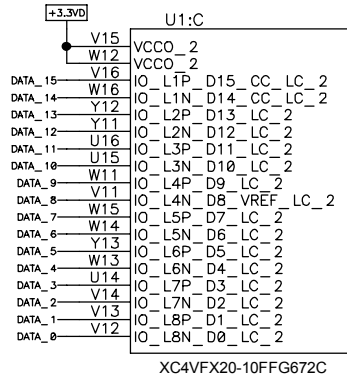 +3.3VD
U1:C
V15 VCCO_2
W12 VCCO_2
DATA_15 V16 IO_L1P_D15_CC_LC_2
DATA_14 W16 IO_L1N_D14_CC_LC_2
DATA_13 Y12 IO_L2P_D13_LC_2
DATA_12 Y11 IO_L2N_D12_LC_2
DATA_11 U16 IO_L3P_D11_LC_2
DATA_10 U15 IO_L3N_D10_LC_2
DATA_9 W11 IO_L4P_D9_LC_2
DATA_8 V11 IO_L4N_D8_VREF_LC_2
DATA_7 W15 IO_L5P_D7_LC_2
DATA_6 W14 IO_L5N_D6_LC_2
DATA_5 Y13 IO_L6P_D5_LC_2
DATA_4 W13 IO_L6N_D4_LC_2
DATA_3 U14 IO_L7P_D3_LC_2
DATA_2 V14 IO_L7N_D2_LC_2
DATA_1 V13 IO_L8P_D1_LC_2
DATA_0 V12 IO_L8N_D0_LC_2
XC4VFX20-10FFG672C